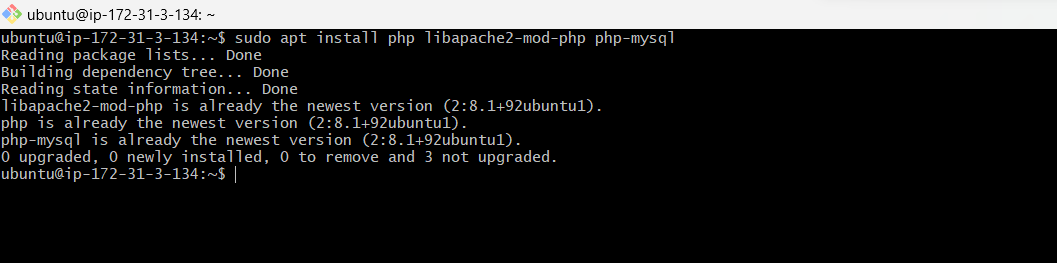 ubuntu@ip-172-31-3-134: ~
ubuntu@ip-172-31-3-134:~$ sudo apt install php libapache2-mod-php php-mysql
Reading package lists... Done
Building dependency tree... Done
Reading state information... Done
libapache2-mod-php is already the newest version (2:8.1+92ubuntu1).
php is already the newest version (2:8.1+92ubuntu1).
php-mysql is already the newest version (2:8.1+92ubuntu1).
0 upgraded, 0 newly installed, 0 to remove and 3 not upgraded.
ubuntu@ip-172-31-3-134:~$